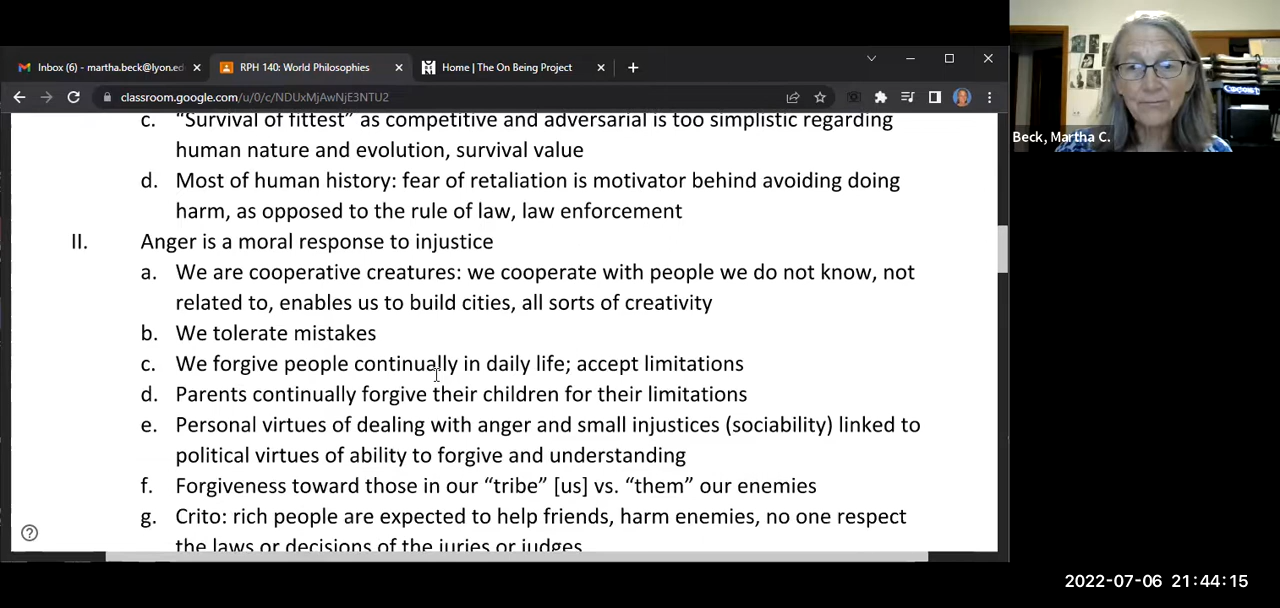 Inbox (6) - martha.beck@lyon.ed
RPH 140: World Philosophies
Home | The On Being Project
classroom.google.com/u/0/c/NDUxMjAwNjE3NTU2
Beck, Martha C.
c. “Survival of fittest” as competitive and adversarial is too simplistic regarding
human nature and evolution, survival value
d. Most of human history: fear of retaliation is motivator behind avoiding doing
harm, as opposed to the rule of law, law enforcement
II. Anger is a moral response to injustice
a. We are cooperative creatures: we cooperate with people we do not know, not
related to, enables us to build cities, all sorts of creativity
b. We tolerate mistakes
c. We forgive people continually in daily life; accept limitations
d. Parents continually forgive their children for their limitations
e. Personal virtues of dealing with anger and small injustices (sociability) linked to
political virtues of ability to forgive and understanding
f. Forgiveness toward those in our “tribe” [us] vs. “them” our enemies
g. Crito: rich people are expected to help friends, harm enemies, no one respect
the laws or decisions of the juries or judges
2022-07-06 21:44:15